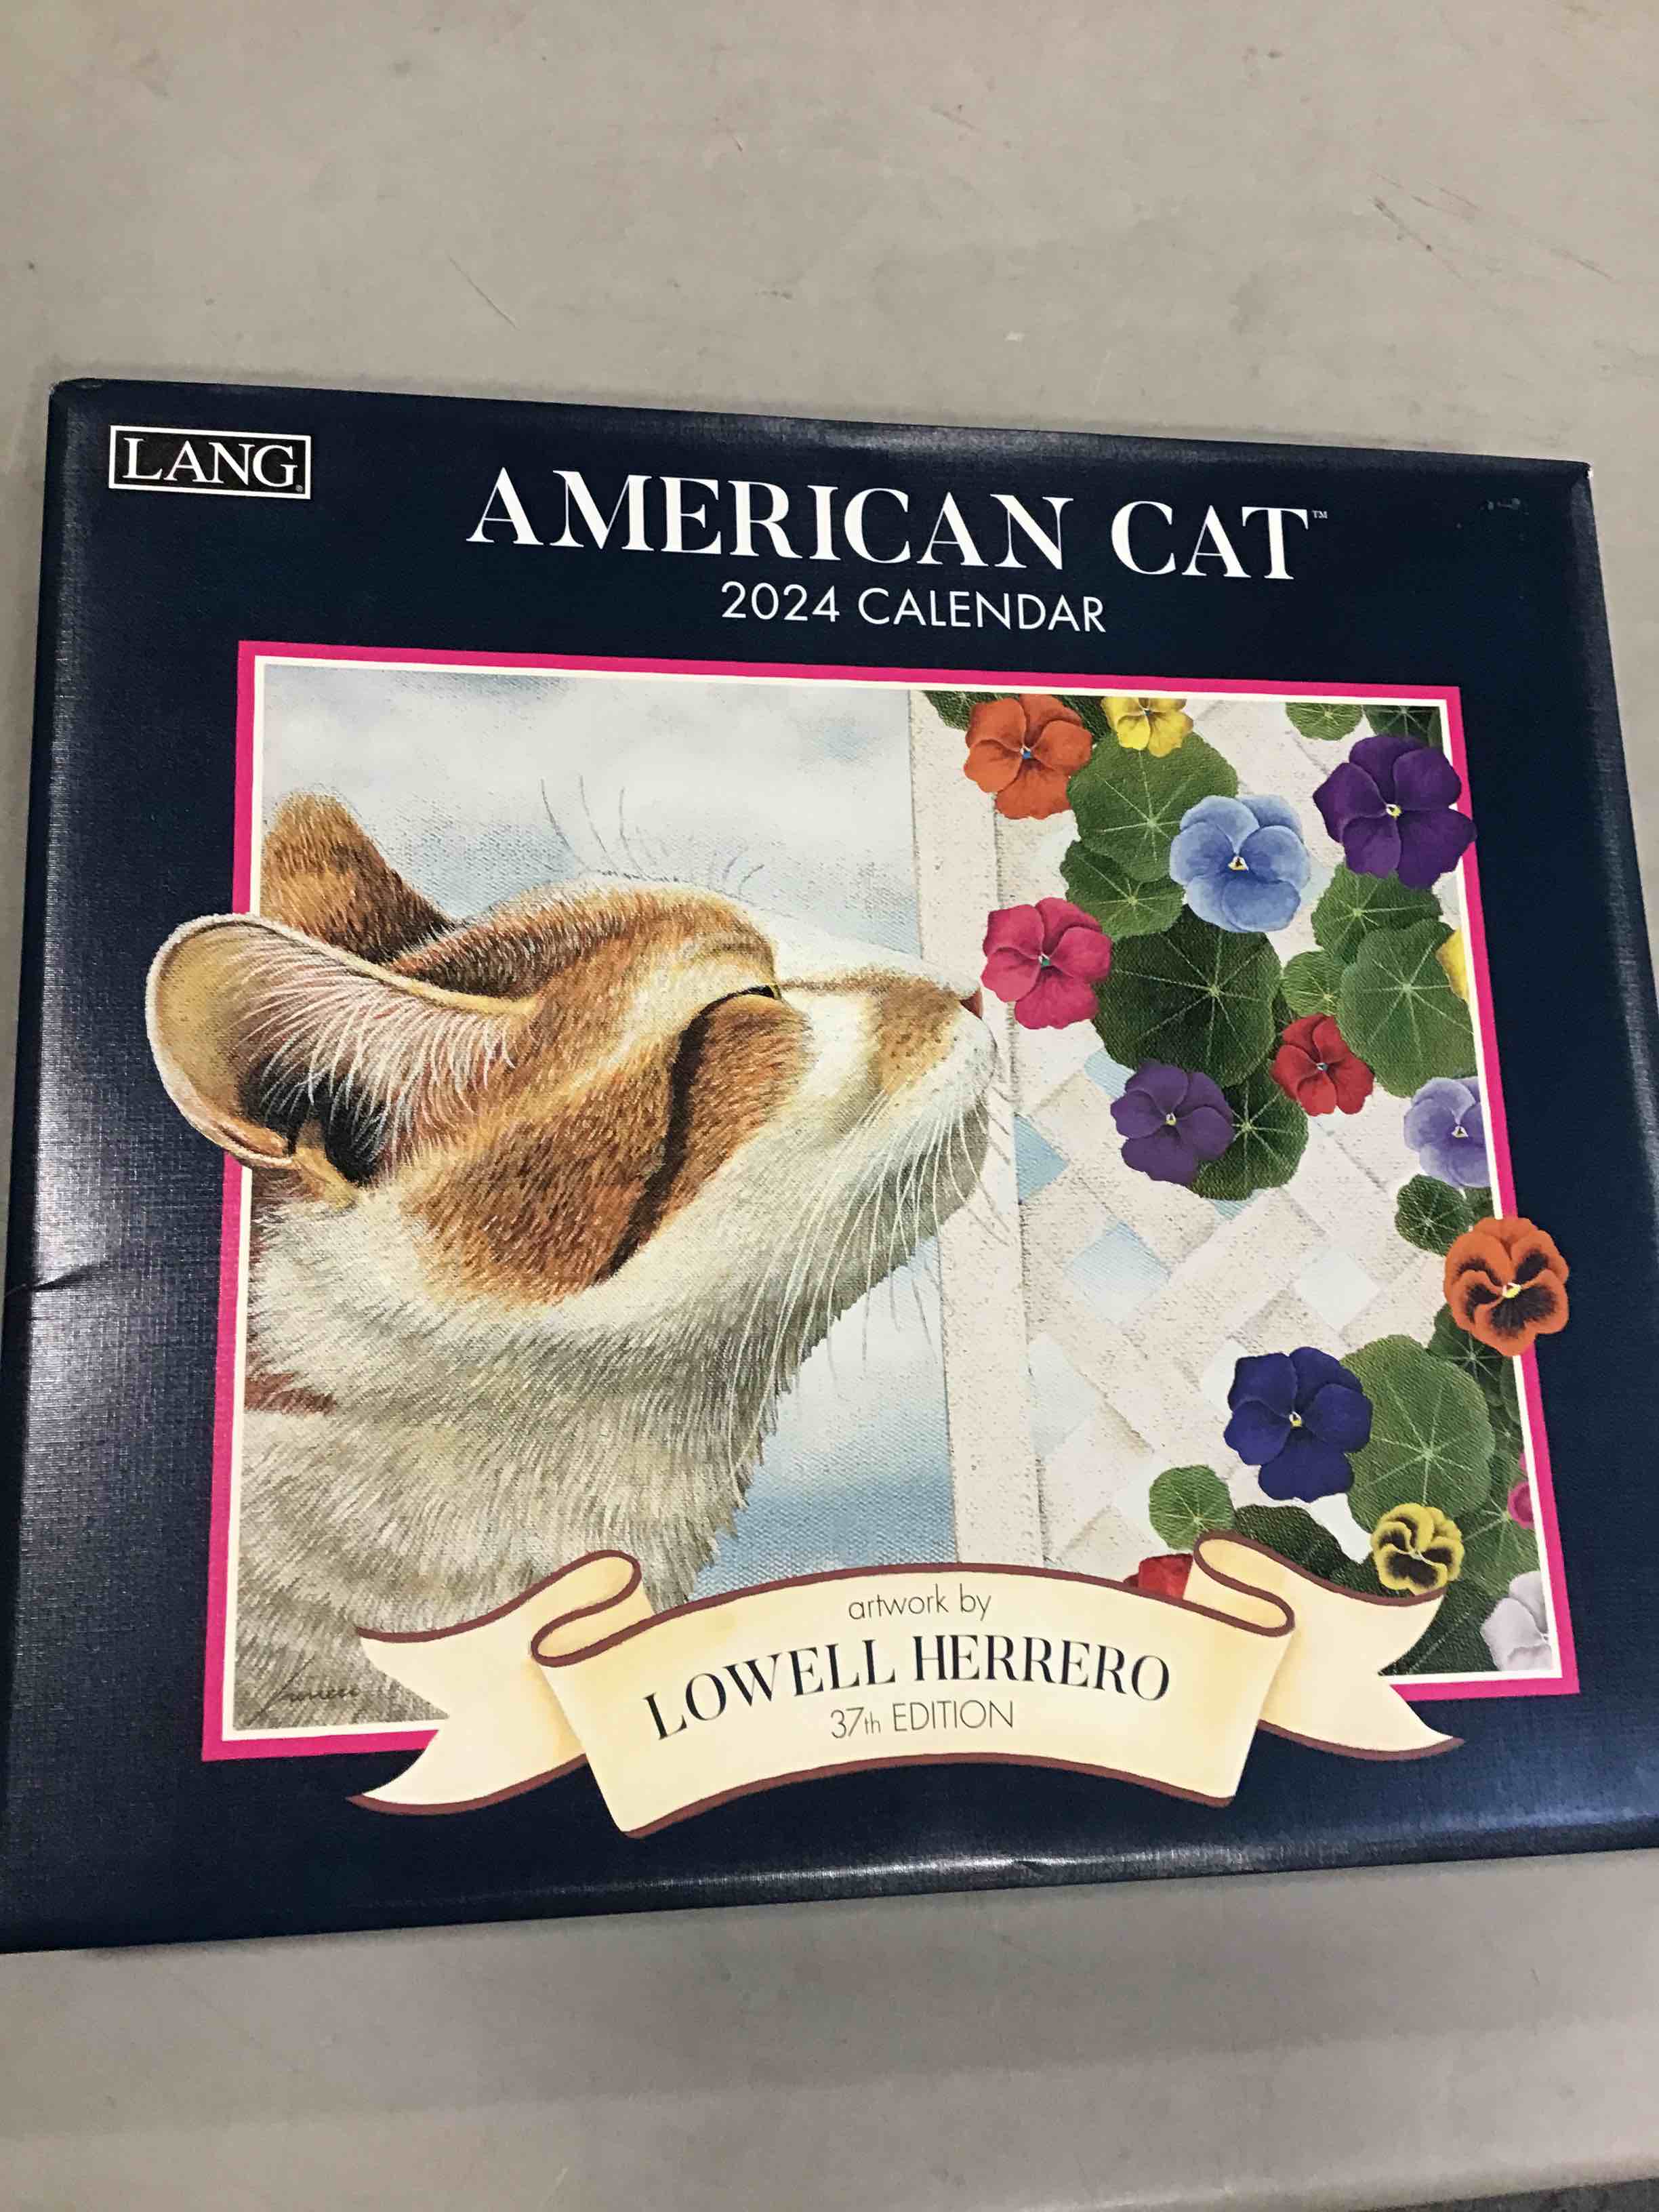 LANG®
AMERICAN CAT™
2024 CALENDAR
artwork by
LOWELL HERRERO
37th EDITION